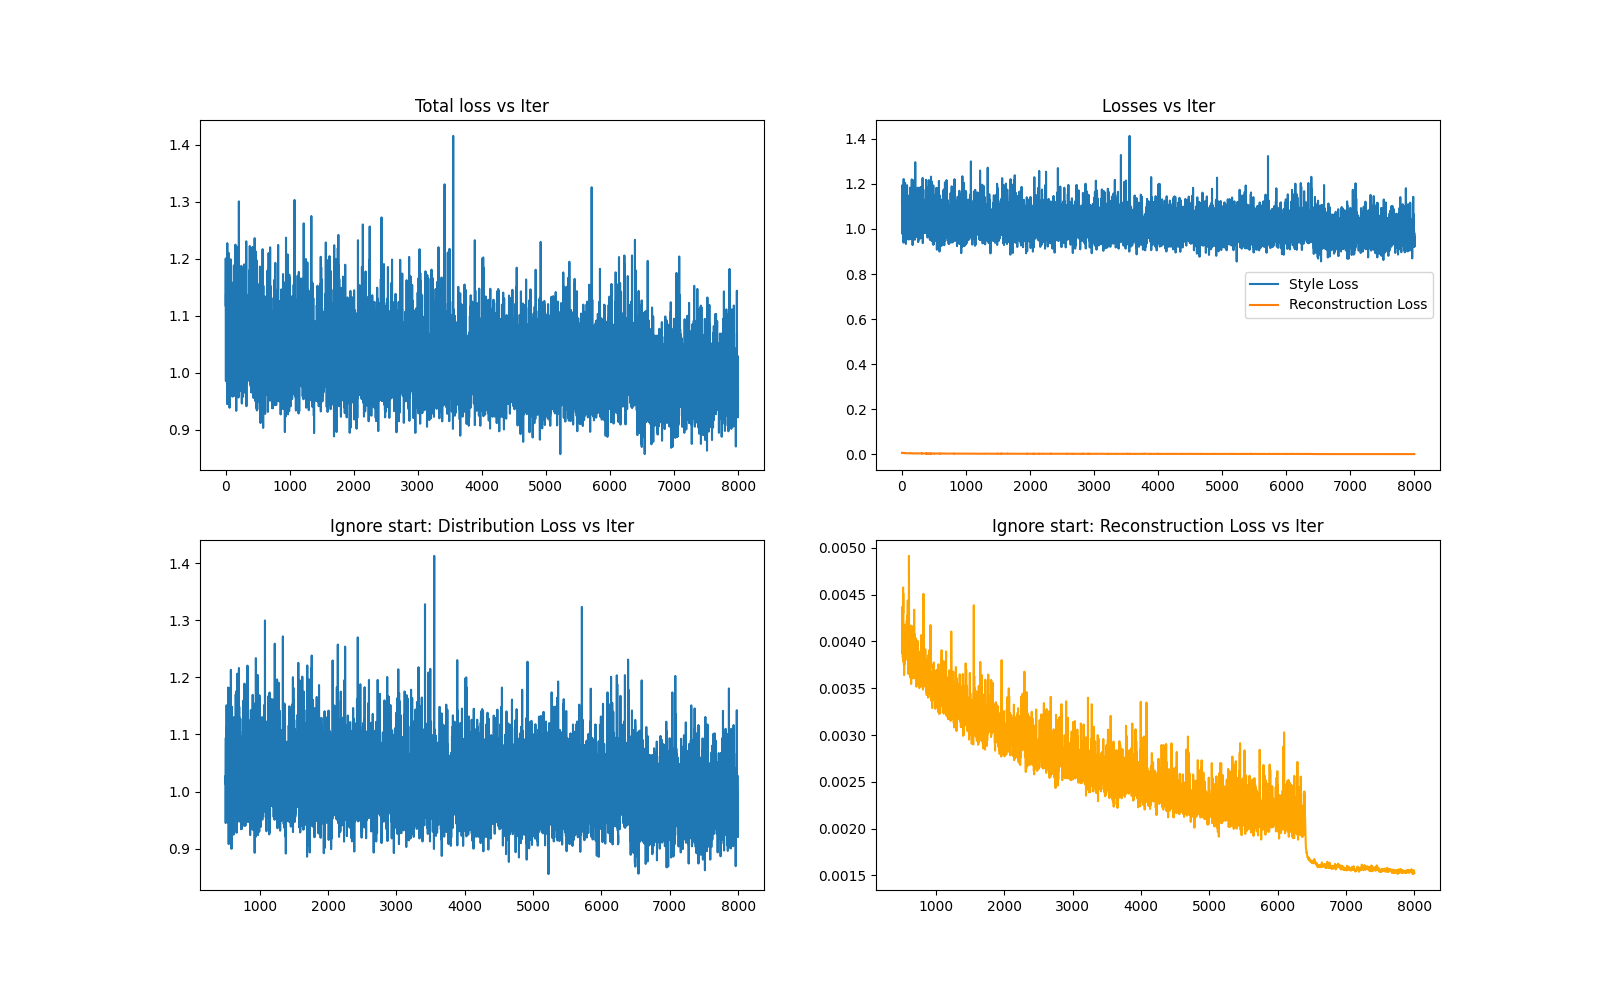 Total loss vs Iter
1.4
1.3
1.2
1.1
1.0
0.9
0 1000 2000 3000 4000 5000 6000 7000 8000
Losses vs Iter
1.4
1.2
1.0
0.8
0.6
0.4
0.2
0.0
Style Loss
Reconstruction Loss
0 1000 2000 3000 4000 5000 6000 7000 8000
Ignore start: Distribution Loss vs Iter
1.4
1.3
1.2
1.1
1.0
0.9
1000 2000 3000 4000 5000 6000 7000 8000
Ignore start: Reconstruction Loss vs Iter
0.0050
0.0045
0.0040
0.0035
0.0030
0.0025
0.0020
0.0015
1000 2000 3000 4000 5000 6000 7000 8000